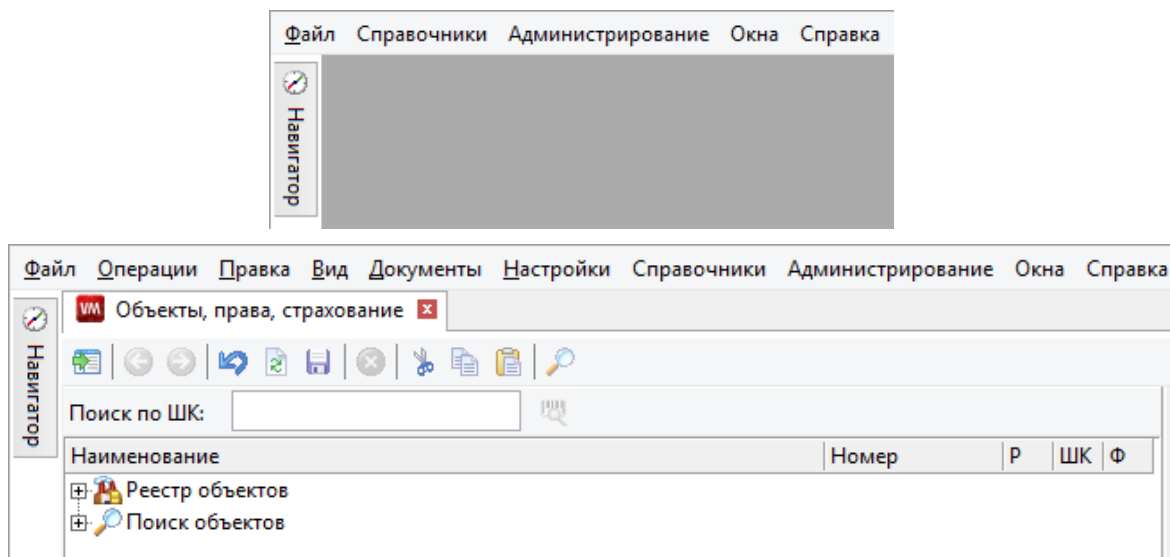 Файл Справочники Администрирование Окна Справка
Навигатор
Файл Операции Правка Вид Документы Настройки Справочники Администрирование Окна Справка
VM Объекты, права, страхование
Навигатор
Поиск по ШК:
Наименование Номер Р ШК Ф
Реестр объектов
Поиск объектов